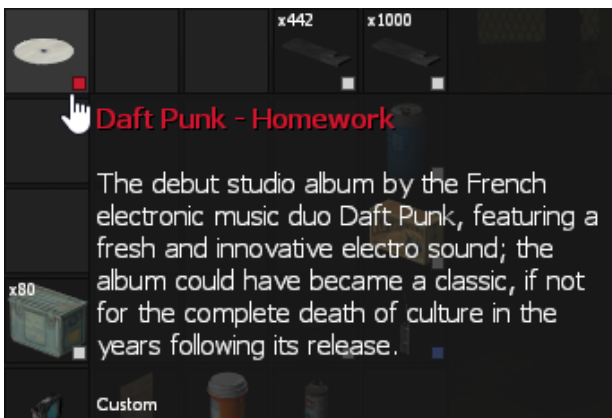 x442 x1000
Daft Punk - Homework
The debut studio album by the French
electronic music duo Daft Punk, featuring a
fresh and innovative electro sound; the
album could have became a classic, if not
x80
for the complete death of culture in the
years following its release.
Custom